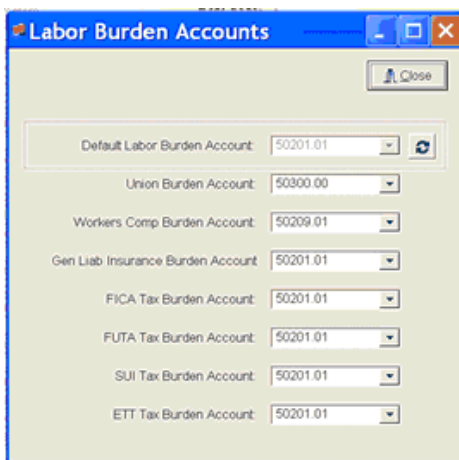 Labor Burden Accounts
Close
Default Labor Burden Account: 50201.01
Union Burden Account: 50300.00
Workers Comp Burden Account: 50209.01
Gen Liab Insurance Burden Account 50201.01
FICA Tax Burden Account: 50201.01
FUTA Tax Burden Account: 50201.01
SUI Tax Burden Account: 50201.01
ETT Tax Burden Account: 50201.01